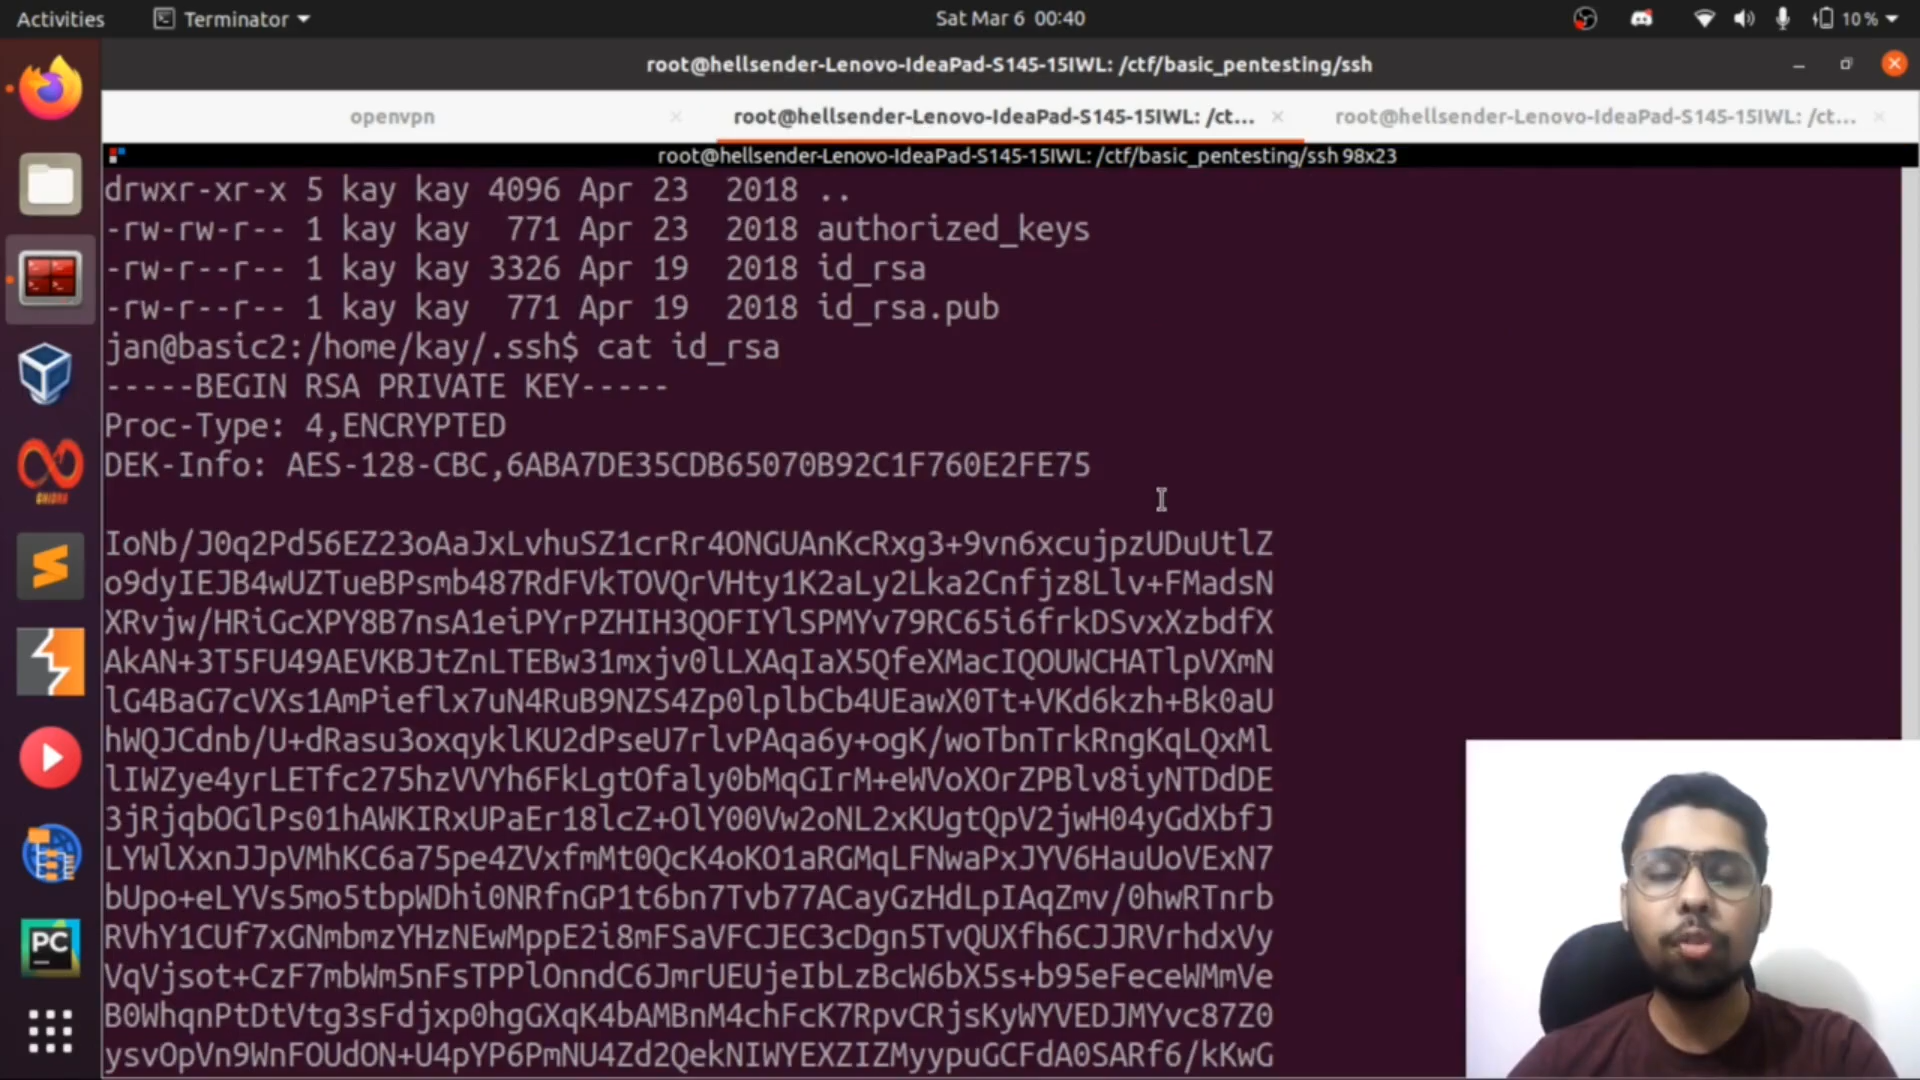 Activities
Terminator
Sat Mar 6 00:40
10 %
root@hellsender-Lenovo-IdeaPad-S145-15IWL: /ctf/basic_pentesting/ssh
openvpn
root@hellsender-Lenovo-IdeaPad-S145-15IWL: /ct...
root@hellsender-Lenovo-IdeaPad-S145-15IWL: /ct...
root@hellsender-Lenovo-IdeaPad-S145-15IWL: /ctf/basic_pentesting/ssh 98x23
drwxr-xr-x 5 kay kay 4096 Apr 23  2018 ..
-rw-rw-r-- 1 kay kay  771 Apr 23  2018 authorized_keys
-rw-r--r-- 1 kay kay 3326 Apr 19  2018 id_rsa
-rw-r--r-- 1 kay kay  771 Apr 19  2018 id_rsa.pub
jan@basic2:/home/kay/.ssh$ cat id_rsa
-----BEGIN RSA PRIVATE KEY-----
Proc-Type: 4,ENCRYPTED
DEK-Info: AES-128-CBC,6ABA7DE35CDB65070B92C1F760E2FE75
IoNb/J0q2Pd56EZ23oAaJxLvhuSZ1crRr4ONGUAnKcRxg3+9vn6xcujpzUDuUtlZ
o9dyIEJB4wUZTueBPsmb487RdFVkTOVQrVHty1K2aLy2Lka2Cnfjz8Llv+FMadsN
XRvjw/HRiGcXPY8B7nsA1eiPYrPZHIH3QOFIYlSPMYv79RC65i6frkDSvxXzbdfX
AkAN+3T5FU49AEVKBJtZnLTEBw31mxjv0lLXAqIaX5QfeXMacIQOUWCHATlpVXmN
lG4BaG7cVXs1AmPieflx7uN4RuB9NZS4Zp0lplbCb4UEawX0Tt+VKd6kzh+Bk0aU
hWQJCdnb/U+dRasu3oxqyklKU2dPseU7rlvPAqa6y+ogK/woTbnTrkRngKqLQxMl
lIWZye4yrLETfc275hzVVYh6FkLgtOfaly0bMqGIrM+eWVoXOrZPBlv8iyNTDdDE
3jRjqbOGlPs01hAWKIRxUPaEr18lcZ+OlY00Vw2oNL2xKUgtQpV2jwH04yGdXbfJ
LYWlXxnJJpVMhKC6a75pe4ZVxfmMt0QcK4oKO1aRGMqLFNwaPxJYV6HauUoVExN7
bUpo+eLYVs5mo5tbpWDhi0NRfnGP1t6bn7Tvb77ACayGzHdLpIAqZmv/0hwRTnrb
RVhY1CUf7xGNmbmzYHzNEwMppE2i8mFSaVFCJEC3cDgn5TvQUXfh6CJJRVrhdxVy
VqVjsot+CzF7mbWm5nFsTPPlOnndC6JmrUEUjeIbLzBcW6bX5s+b95eFeceWMmVe
B0WhqnPtDtVtg3sFdjxp0hgGXqK4bAMBnM4chFcK7RpvCRjsKyWYVEDJMYvc87Z0
ysvOpVn9WnFOUdON+U4pYP6PmNU4Zd2QekNIWYEXZIZMyypuGCFdA0SARf6/kKwG
GHIDRA
PC